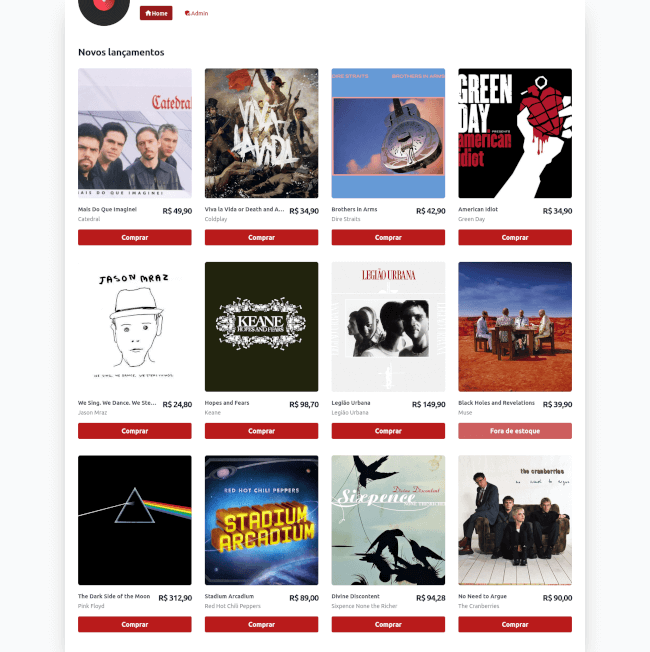 Home
Admin
Novos lançamentos
Catedral
MAIS DO QUE IMAGINEI
VIVA
LA VIDA
DIRE STRAITS
BROTHERS IN ARMS
GREEN
DAY
PRESENTS
american
idiot
Mais Do Que Imaginei
R$ 49,90
Catedral
Viva la Vida or Death and A...
R$ 34,90
Coldplay
Brothers in Arms
R$ 42,90
Dire Straits
American Idiot
R$ 34,90
Green Day
Comprar
Comprar
Comprar
Comprar
JASON MRAZ
WE SING. WE DANCE. WE STEAL THINGS.
KEANE
HOPES AND FEARS
LEGIÃO URBANA
We Sing. We Dance. We Ste...
R$ 24,80
Jason Mraz
Hopes and Fears
R$ 98,70
Keane
Legião Urbana
R$ 149,90
Legião Urbana
Black Holes and Revelations
R$ 39,90
Muse
Comprar
Comprar
Comprar
Fora de estoque
RED HOT CHILI PEPPERS
STADIUM
ARCADIUM
Divine Discontent
Sixpence
NONE THE RICHER
the cranberries
no need to argue
The Dark Side of the Moon
R$ 312,90
Pink Floyd
Stadium Arcadium
R$ 89,00
Red Hot Chili Peppers
Divine Discontent
R$ 94,28
Sixpence None the Richer
No Need to Argue
R$ 90,00
The Cranberries
Comprar
Comprar
Comprar
Comprar